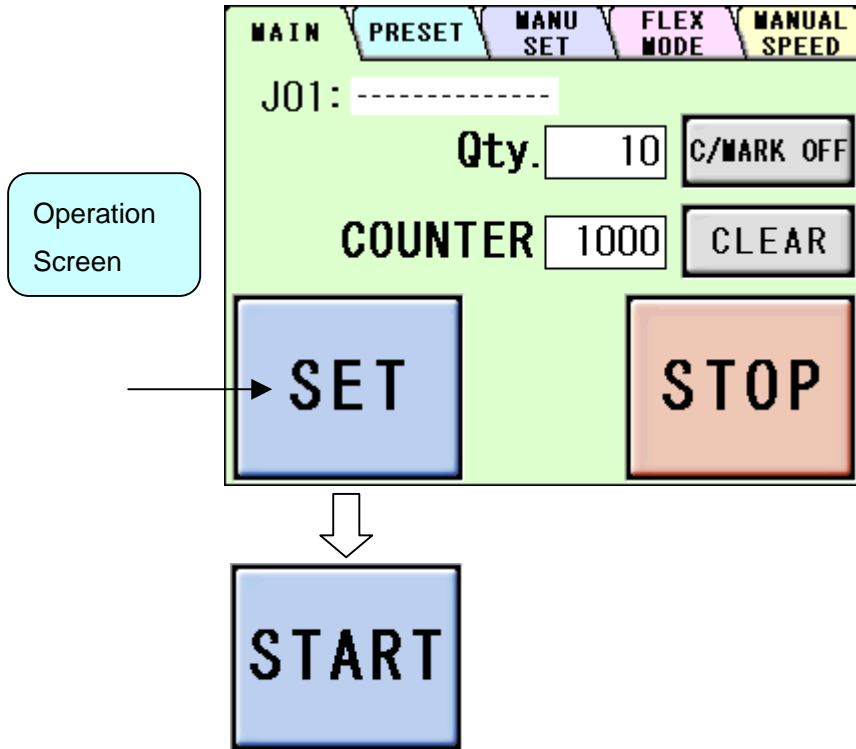 MAIN PRESET MANU SET FLEX MODE MANUAL SPEED
J01: --------------
Qty. 10 C/MARK OFF
Operation
Screen
COUNTER 1000 CLEAR
SET STOP
START